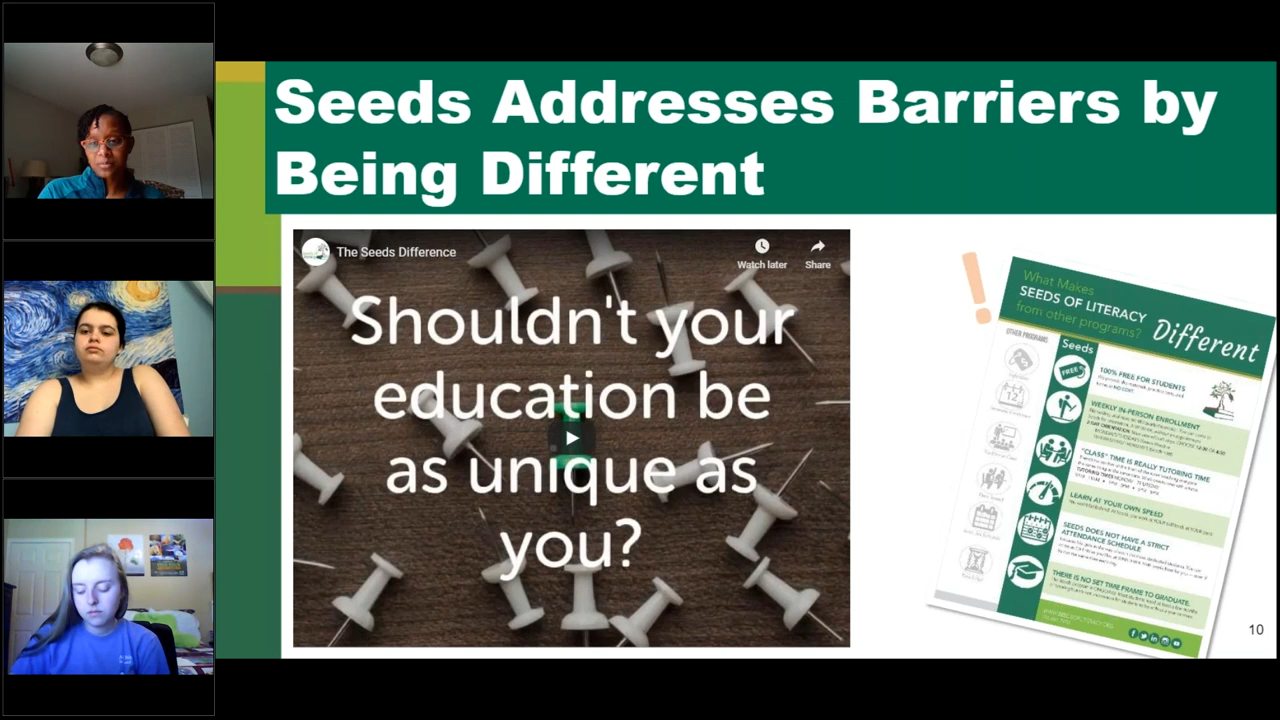 Seeds Addresses Barriers by
Being Different
The Seeds Difference
Watch later
Share
Shouldn't your
education be
as unique as
you?
What Makes
SEEDS OF LITERACY
from other programs?
Different
OTHER PROGRAMS
Seeds
FREE
12
100% FREE FOR STUDENTS
WEEKLY IN-PERSON ENROLLMENT
"CLASS" TIME IS REALLY TUTORING TIME
LEARN AT YOUR OWN SPEED
SEEDS DOES NOT HAVE A STRICT
ATTENDANCE SCHEDULE
THERE IS NO SET TIME FRAME TO GRADUATE.
10